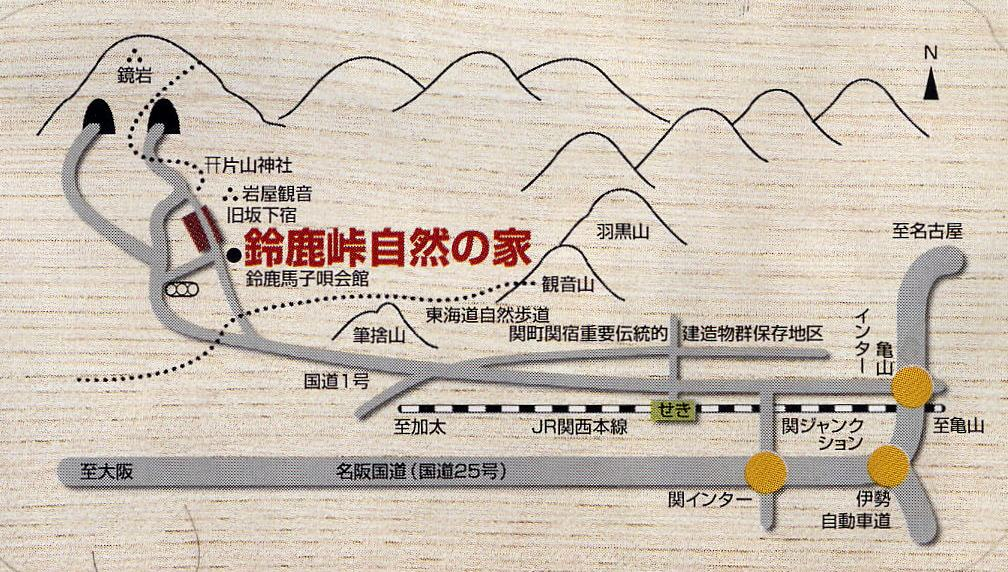 N
鏡岩
片山神社
岩屋観音
旧坂下宿
鈴鹿峠自然の家
鈴鹿馬子唄会館
羽黒山
観音山
至名古屋
東海道自然歩道
筆捨山
関町関宿重要伝統的
建造物群保存地区
亀山
インター
国道1号
せき
至加太
JR関西本線
関ジャンク
ション
至亀山
至大阪
名阪国道(国道25号)
関インター
伊勢
自動車道